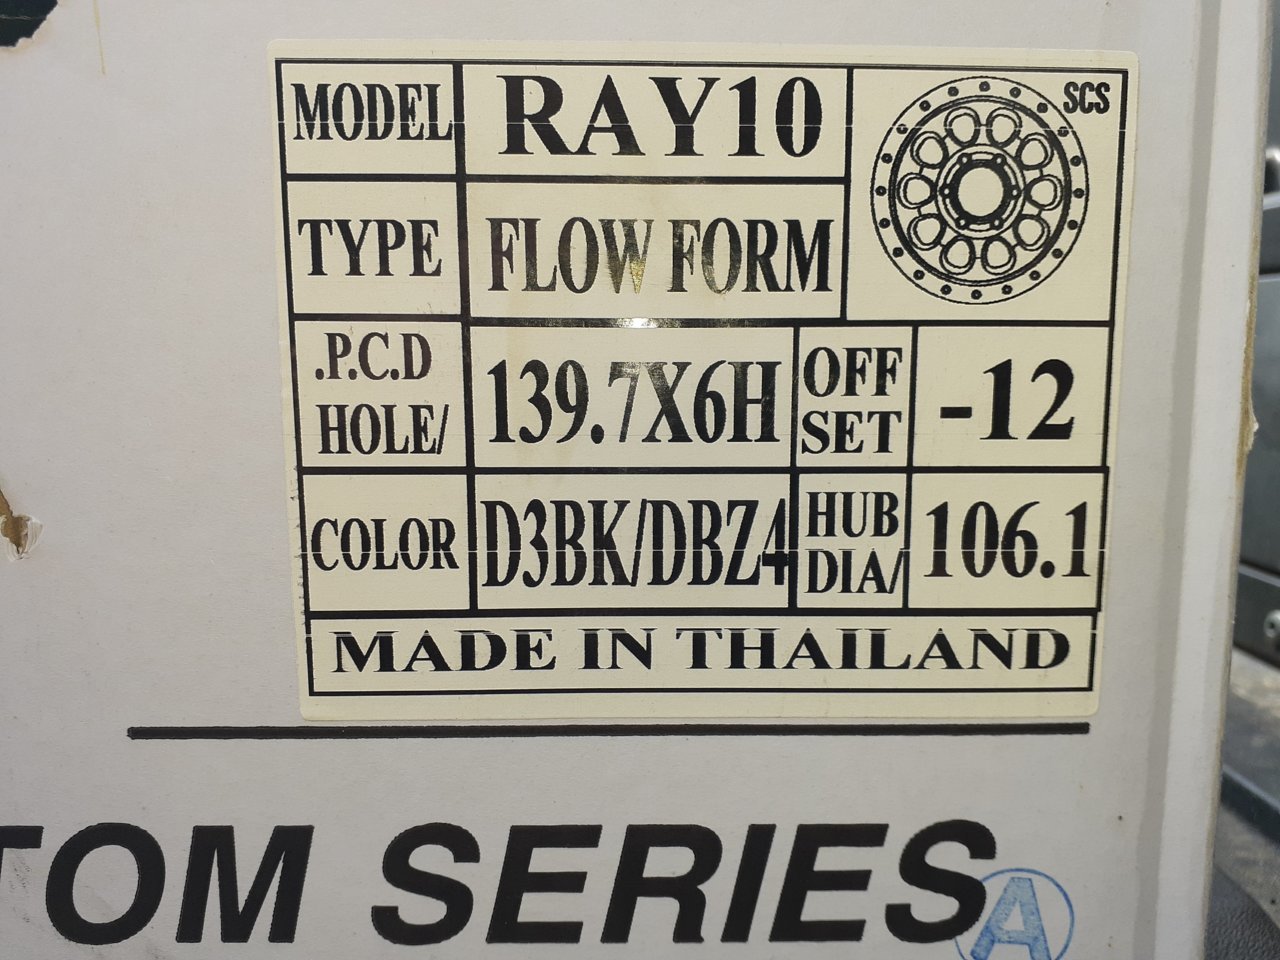 MODEL RAY10 SCS
TYPE FLOW FORM
.P.C.D
HOLE/ 139.7X6H OFF SET -12
COLOR D3BK/DBZ4 HUB DIA/ 106.1
MADE IN THAILAND
TOM SERIES
A